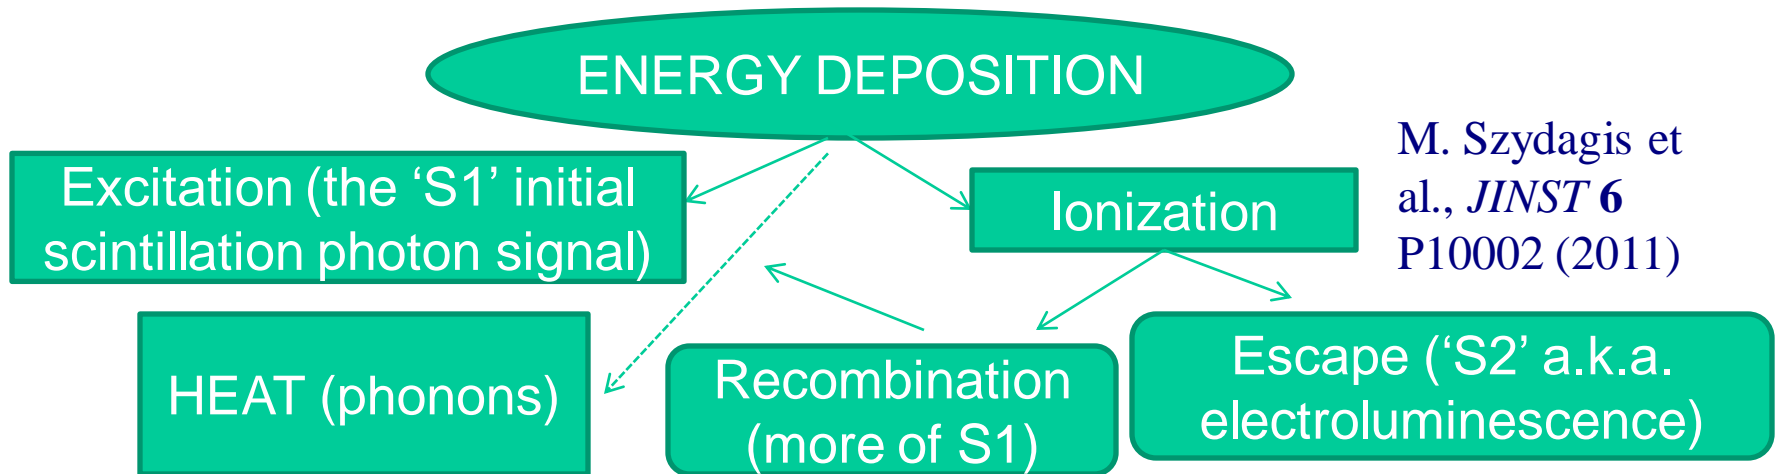 ENERGY DEPOSITION
Excitation (the ‘S1’ initial
scintillation photon signal)
Ionization
M. Szydagis et
al., JINST 6
P10002 (2011)
HEAT (phonons)
Recombination
(more of S1)
Escape (‘S2’ a.k.a.
electroluminescence)